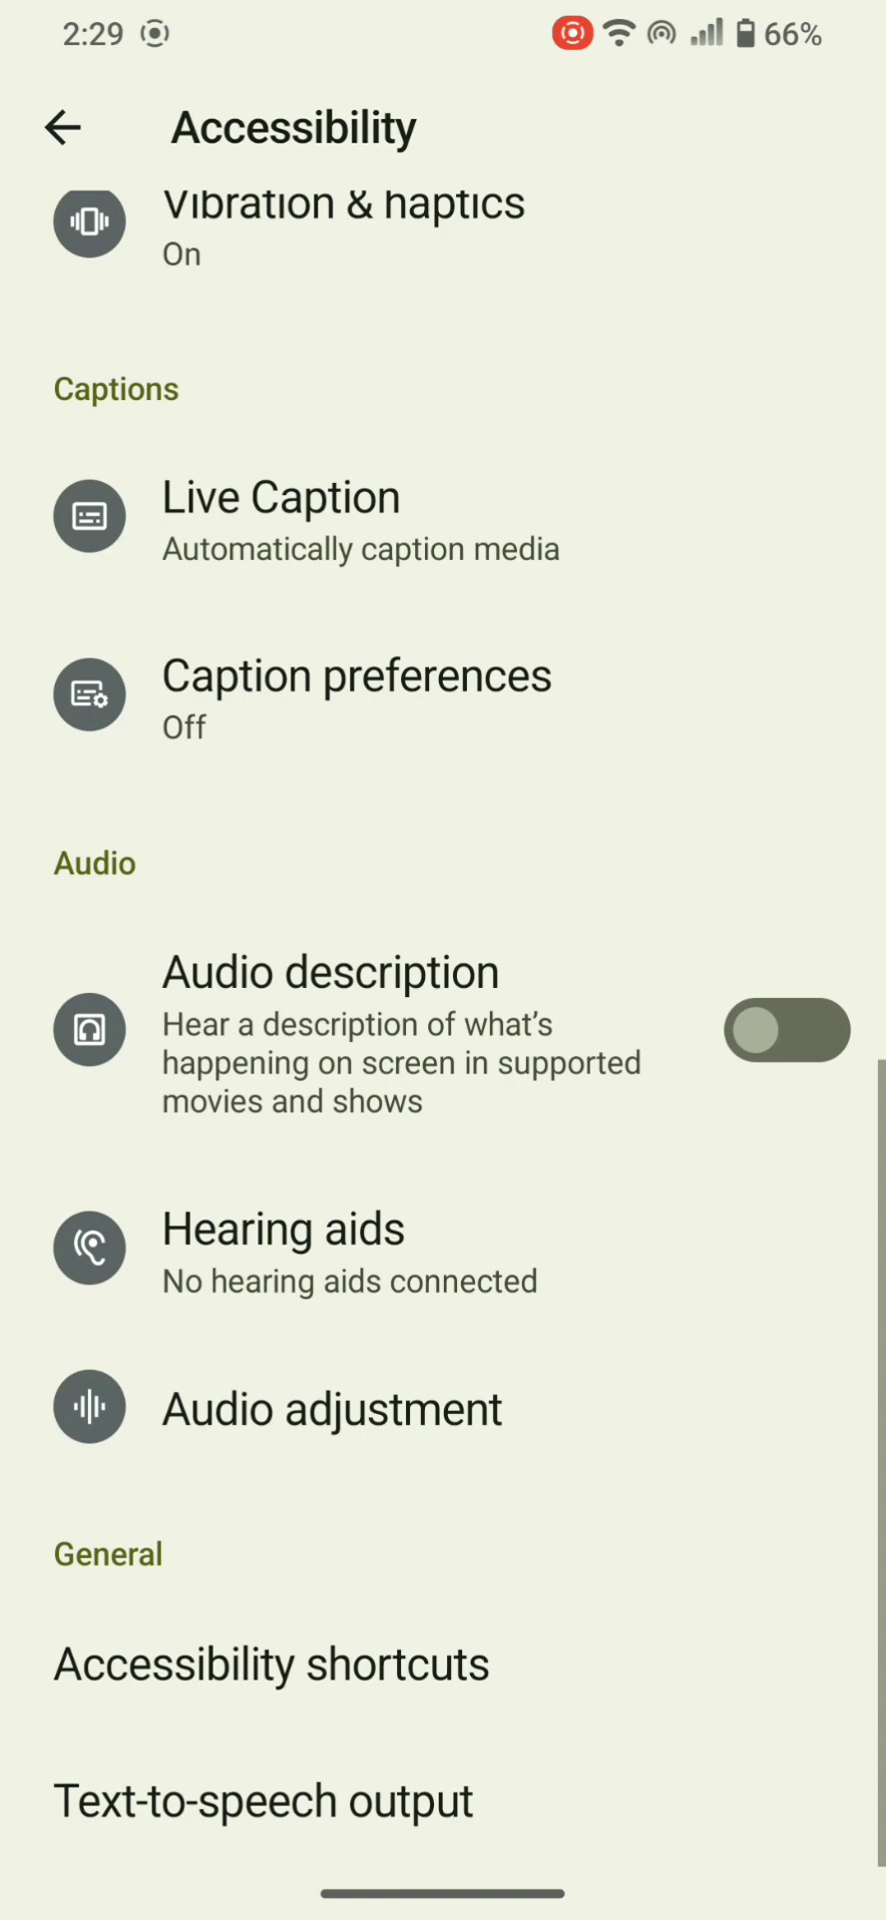 2:29
66%
Accessibility
Vibration & haptics
On
Captions
Live Caption
Automatically caption media
Caption preferences
Off
Audio
Audio description
Hear a description of what’s
happening on screen in supported
movies and shows
Hearing aids
No hearing aids connected
Audio adjustment
General
Accessibility shortcuts
Text-to-speech output